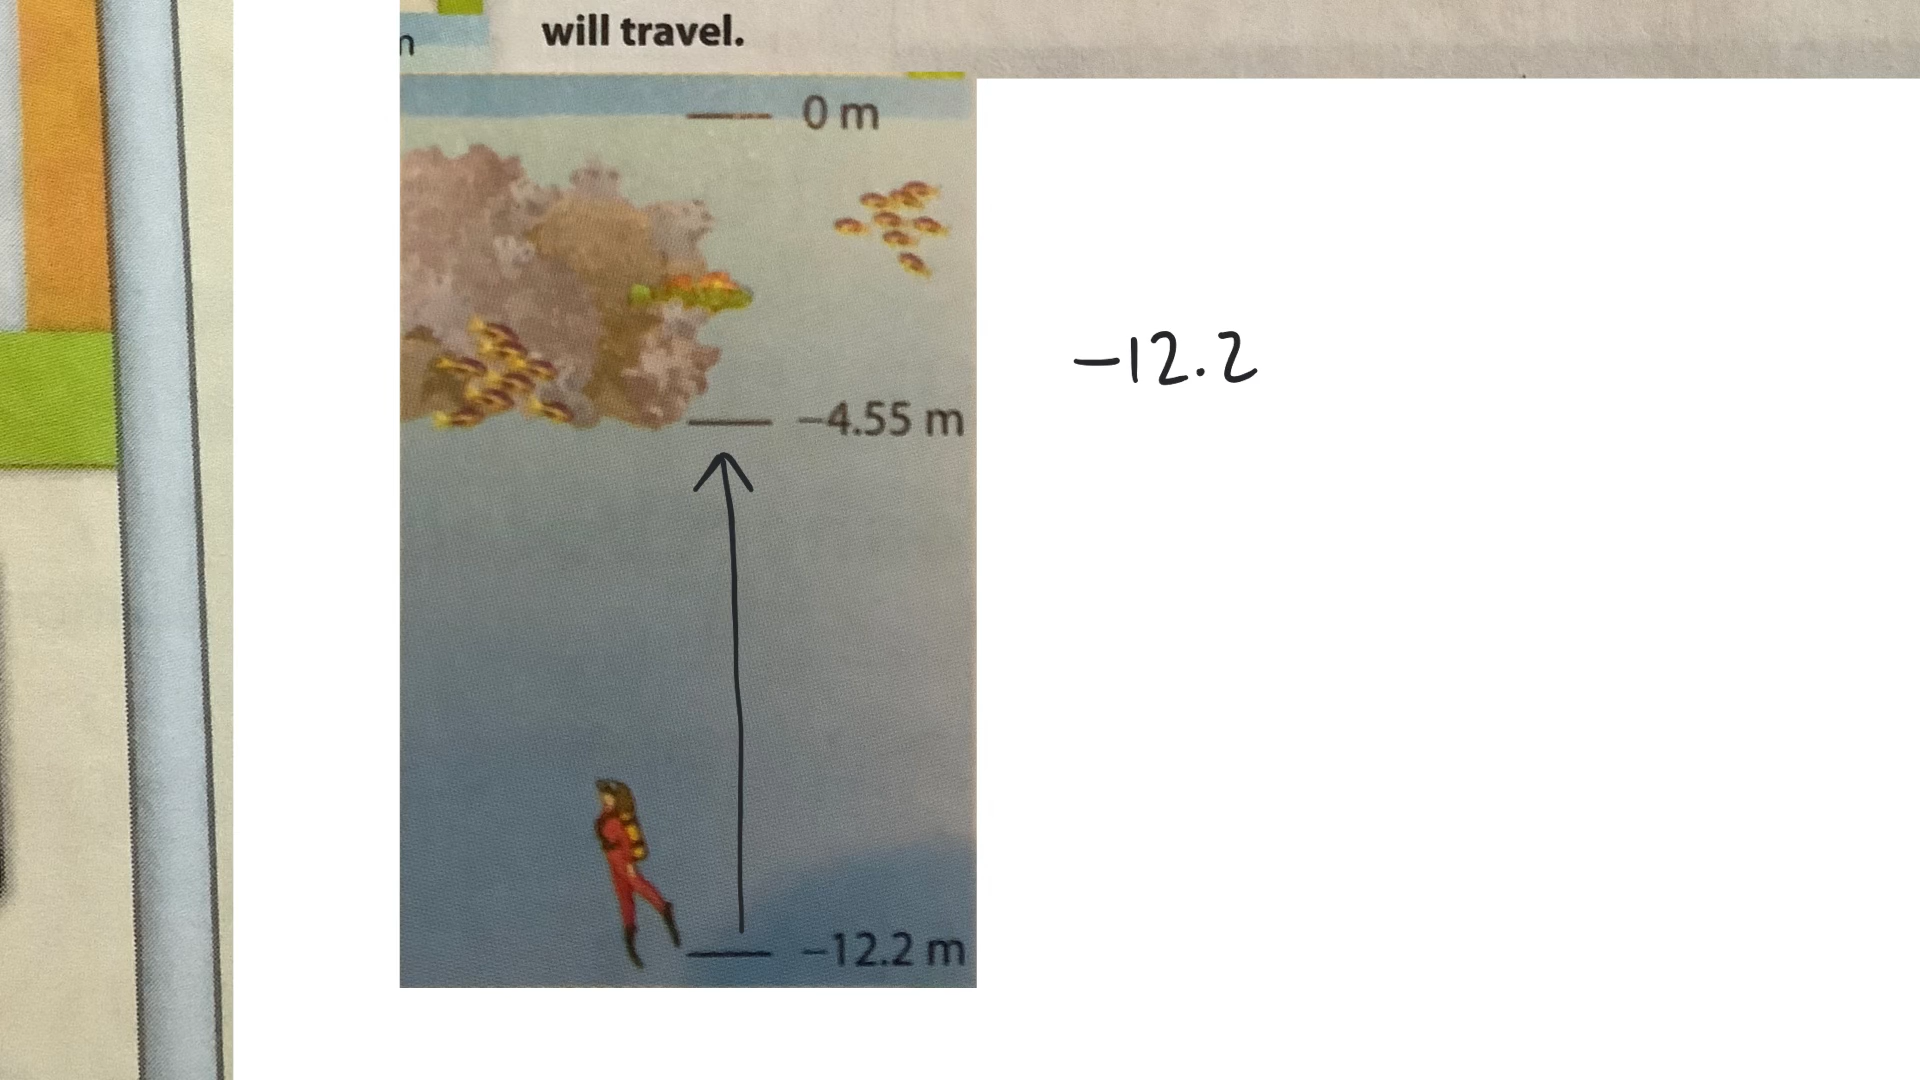 will travel.
0 m
-12.2
–4.55 m
–12.2 m